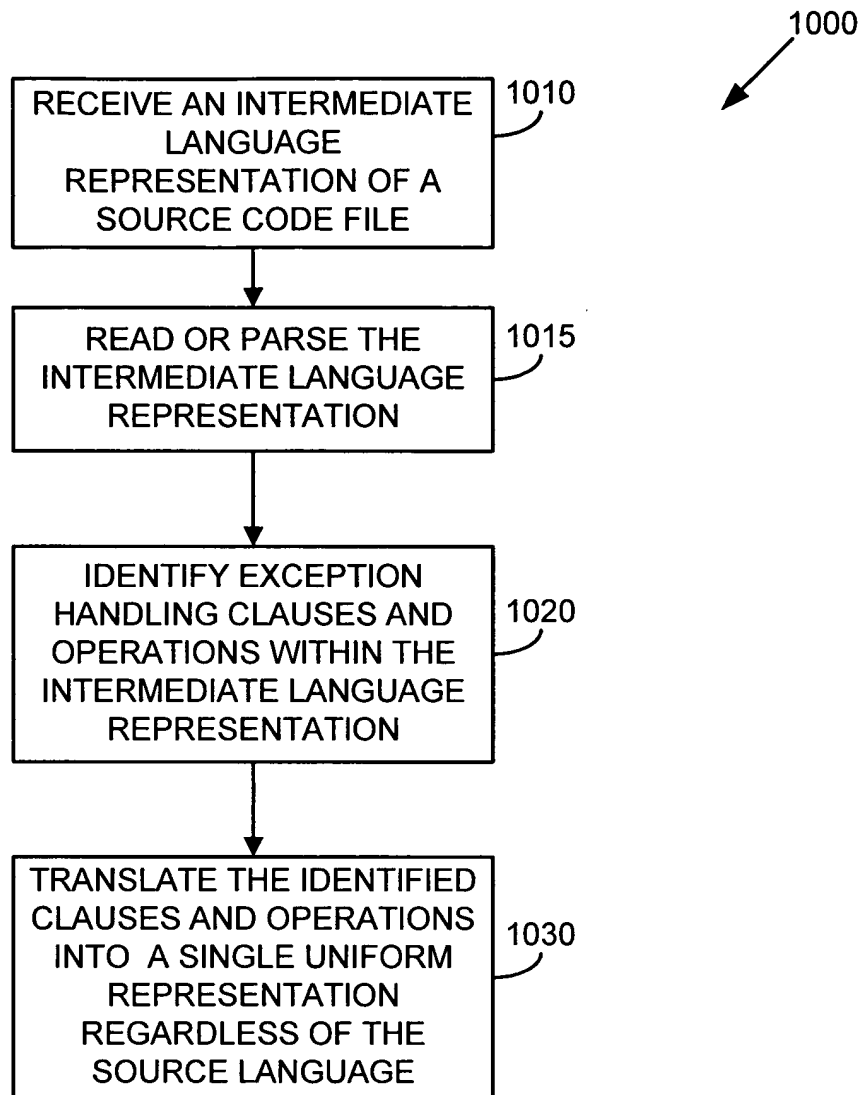 1000
RECEIVE AN INTERMEDIATE
LANGUAGE
REPRESENTATION OF A
SOURCE CODE FILE
1010
READ OR PARSE THE
INTERMEDIATE LANGUAGE
REPRESENTATION
1015
IDENTIFY EXCEPTION
HANDLING CLAUSES AND
OPERATIONS WITHIN THE
INTERMEDIATE LANGUAGE
REPRESENTATION
1020
TRANSLATE THE IDENTIFIED
CLAUSES AND OPERATIONS
INTO A SINGLE UNIFORM
REPRESENTATION
REGARDLESS OF THE
SOURCE LANGUAGE
1030